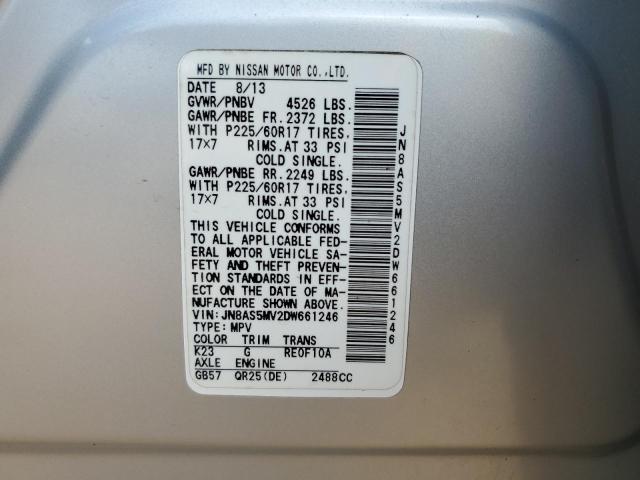 MFD BY NISSAN MOTOR CO.,LTD.
DATE 8/13
GVWR/PNBV 4526 LBS.
GAWR/PNBE FR. 2372 LBS.
WITH P225/60R17 TIRES,
17×7 RIMS.AT 33 PSI
COLD SINGLE.
GAWR/PNBE RR. 2249 LBS.
WITH P225/60R17 TIRES,
17×7 RIMS.AT 33 PSI
COLD SINGLE.
THIS VEHICLE CONFORMS
TO ALL APPLICABLE FED-
ERAL MOTOR VEHICLE SA-
FETY AND THEFT PREVEN-
TION STANDARDS IN EFF-
ECT ON THE DATE OF MA-
NUFACTURE SHOWN ABOVE.
VIN: JN8AS5MV2DW661246
TYPE: MPV
COLOR TRIM TRANS
K23 G RE0F10A
AXLE ENGINE
GB57 QR25(DE) 2488CC
JN8AS5MV2DW661246